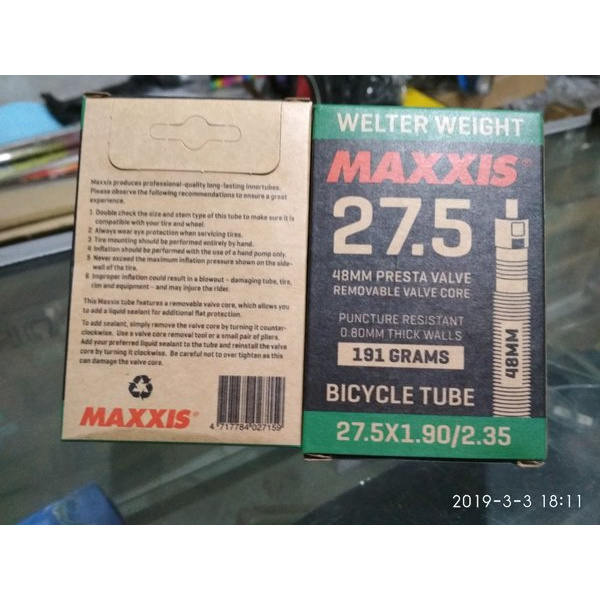 Maxxis produces professional-quality long-lasting innertubes.
Please observe the following recommendations to ensure a great
experience.
1 Double check the size and stem type of this tube to make sure it is
compatible with your tire and wheel.
2 Always wear eye protection when servicing tires.
3 Tire mounting should be performed entirely by hand.
4 Inflation should be performed with the use of a hand pump only.
5 Never exceed the maximum inflation pressure shown on the side-
wall of the tire.
6 Improper inflation could result in a blowout - damaging tube, tire,
rim and equipment - and may injure the rider.
This Maxxis tube features a removable valve core, which allows you
to add a liquid sealant for additional flat protection.
To add sealant, simply remove the valve core by turning it counter-
clockwise. Use a valve core removal tool or a small pair of pliers.
Add your preferred liquid sealant to the tube and reinstall the valve
core by turning it clockwise. Be careful not to over tighten as this
can damage the valve core.
MAXXIS®
4 717784 027159
WELTER WEIGHT
MAXXIS®
27.5
48MM PRESTA VALVE
REMOVABLE VALVE CORE
PUNCTURE RESISTANT
0.80MM THICK WALLS
191 GRAMS
48MM
BICYCLE TUBE
27.5X1.90/2.35
2019-3-3 18:11